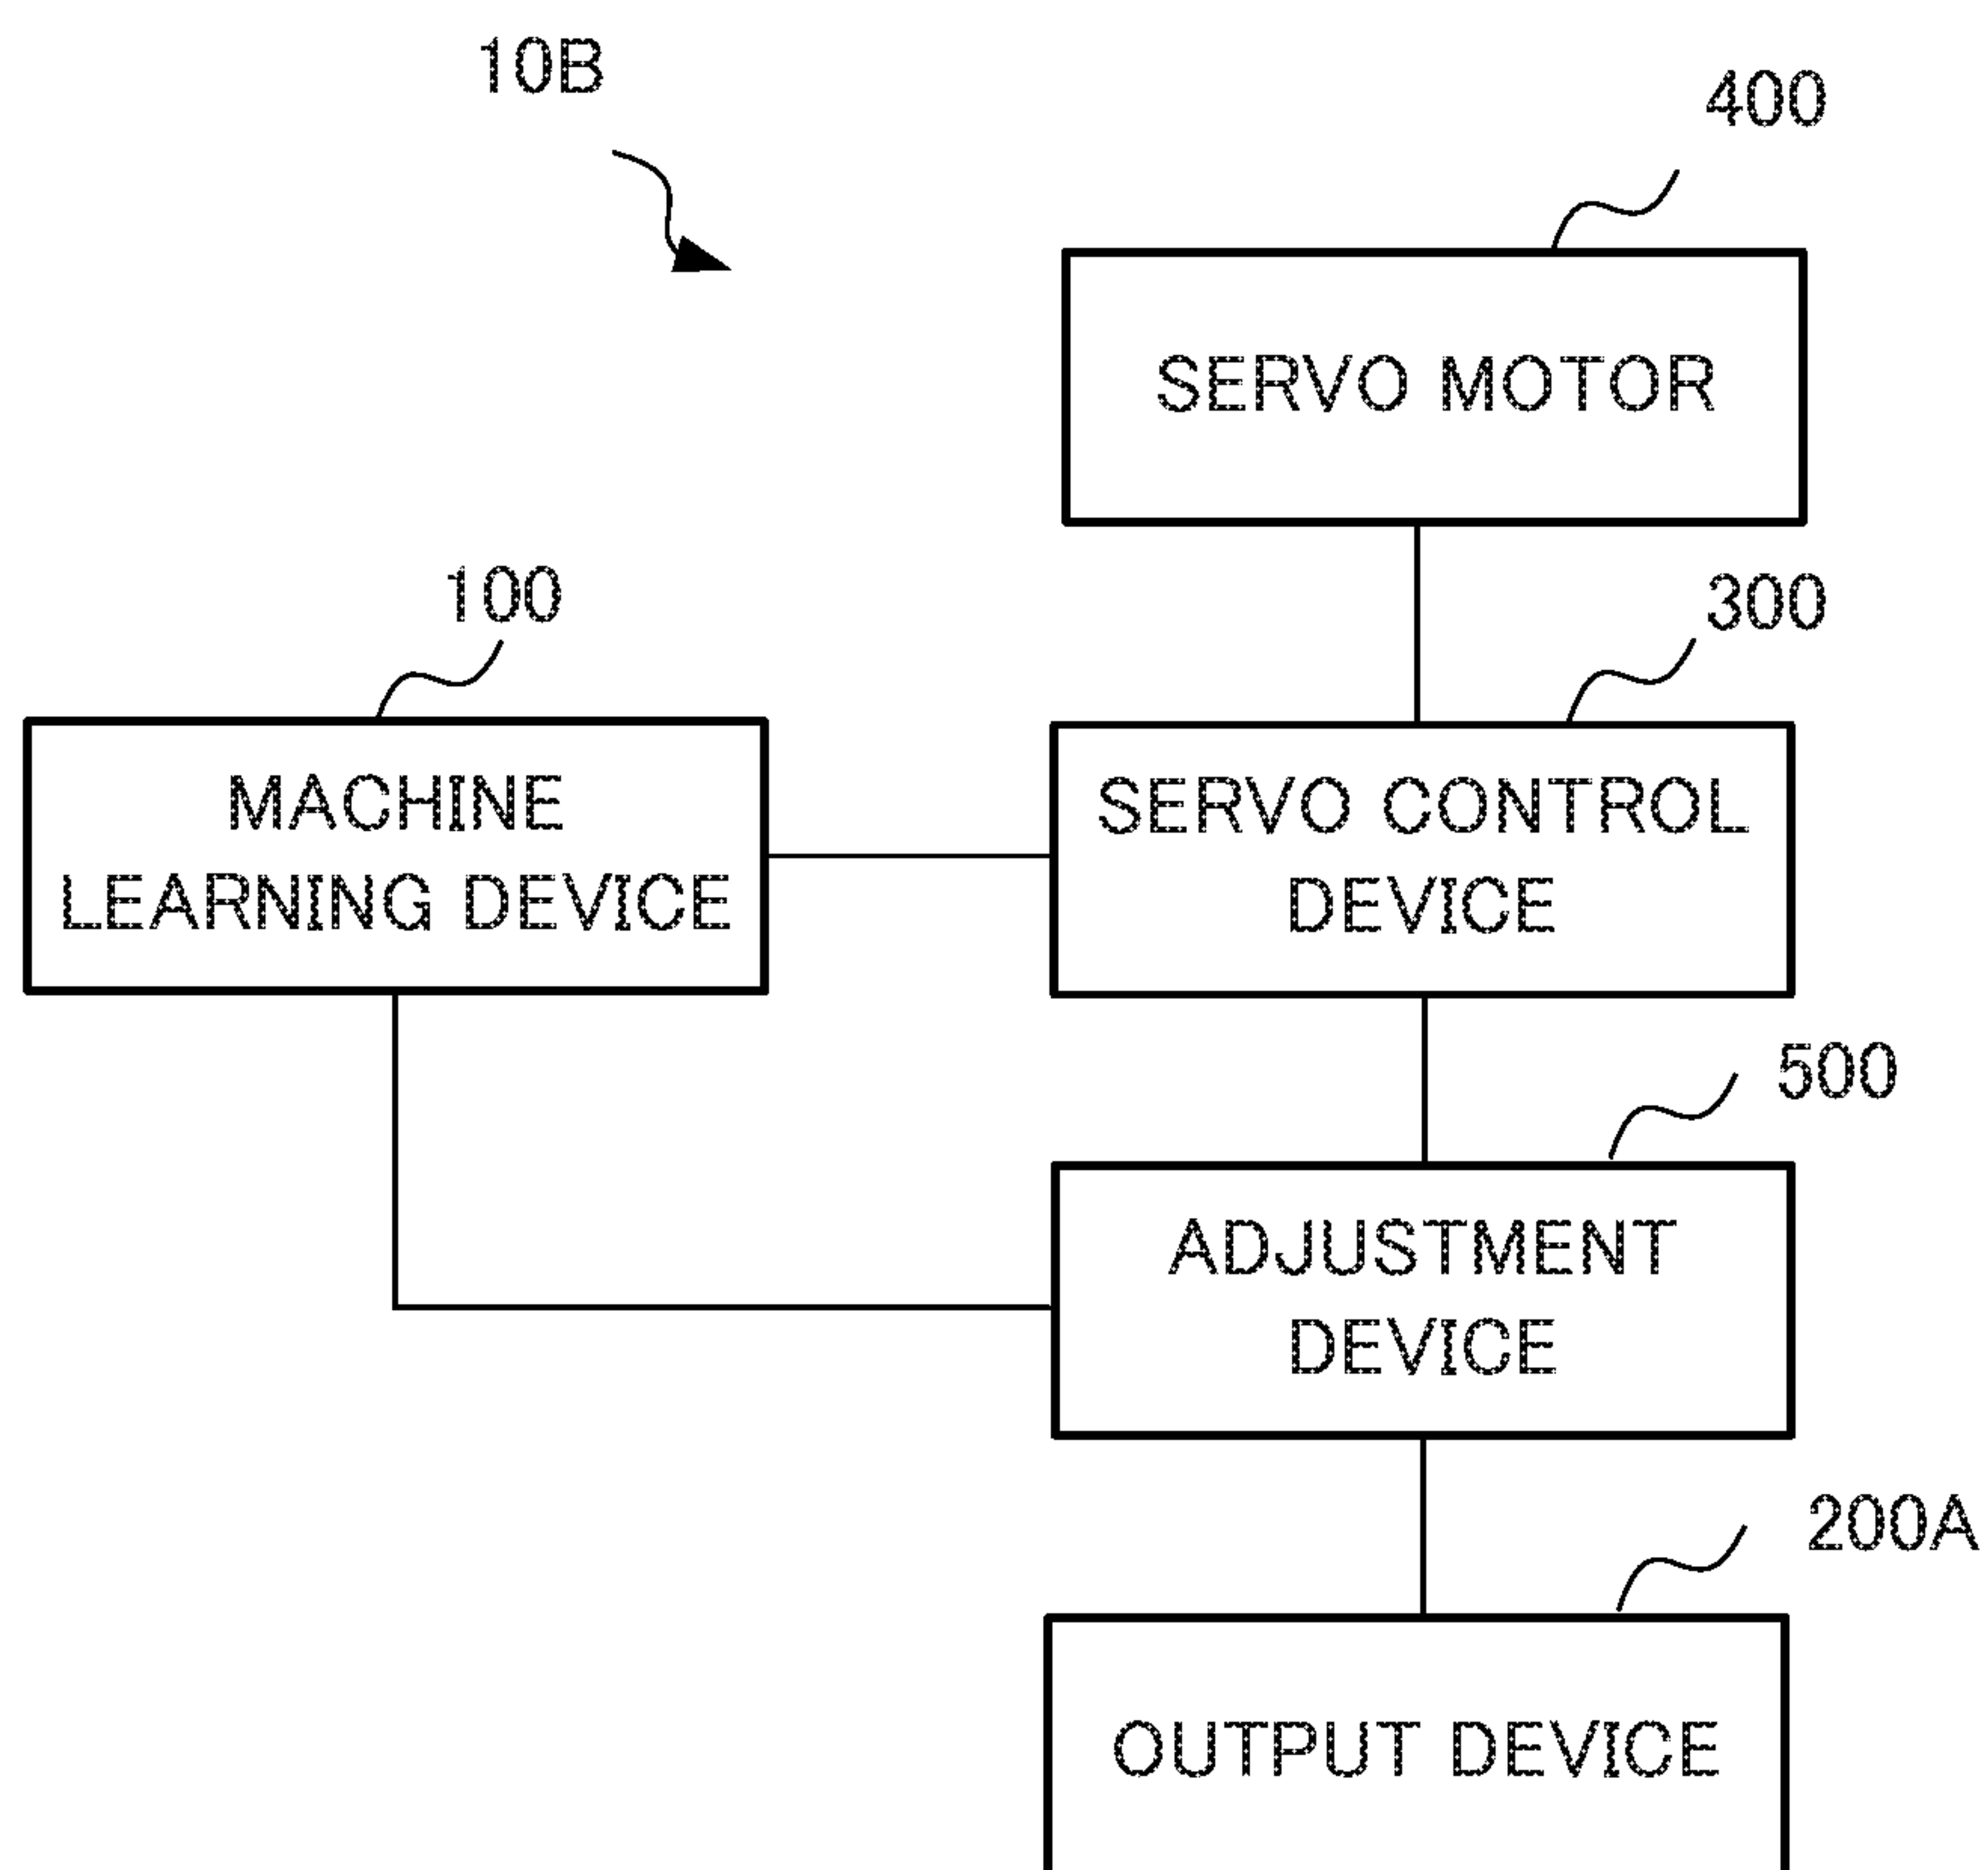 10B
400
SERVO MOTOR
100
300
MACHINE
LEARNING DEVICE
SERVO CONTROL
DEVICE
500
ADJUSTMENT
DEVICE
200A
OUTPUT DEVICE